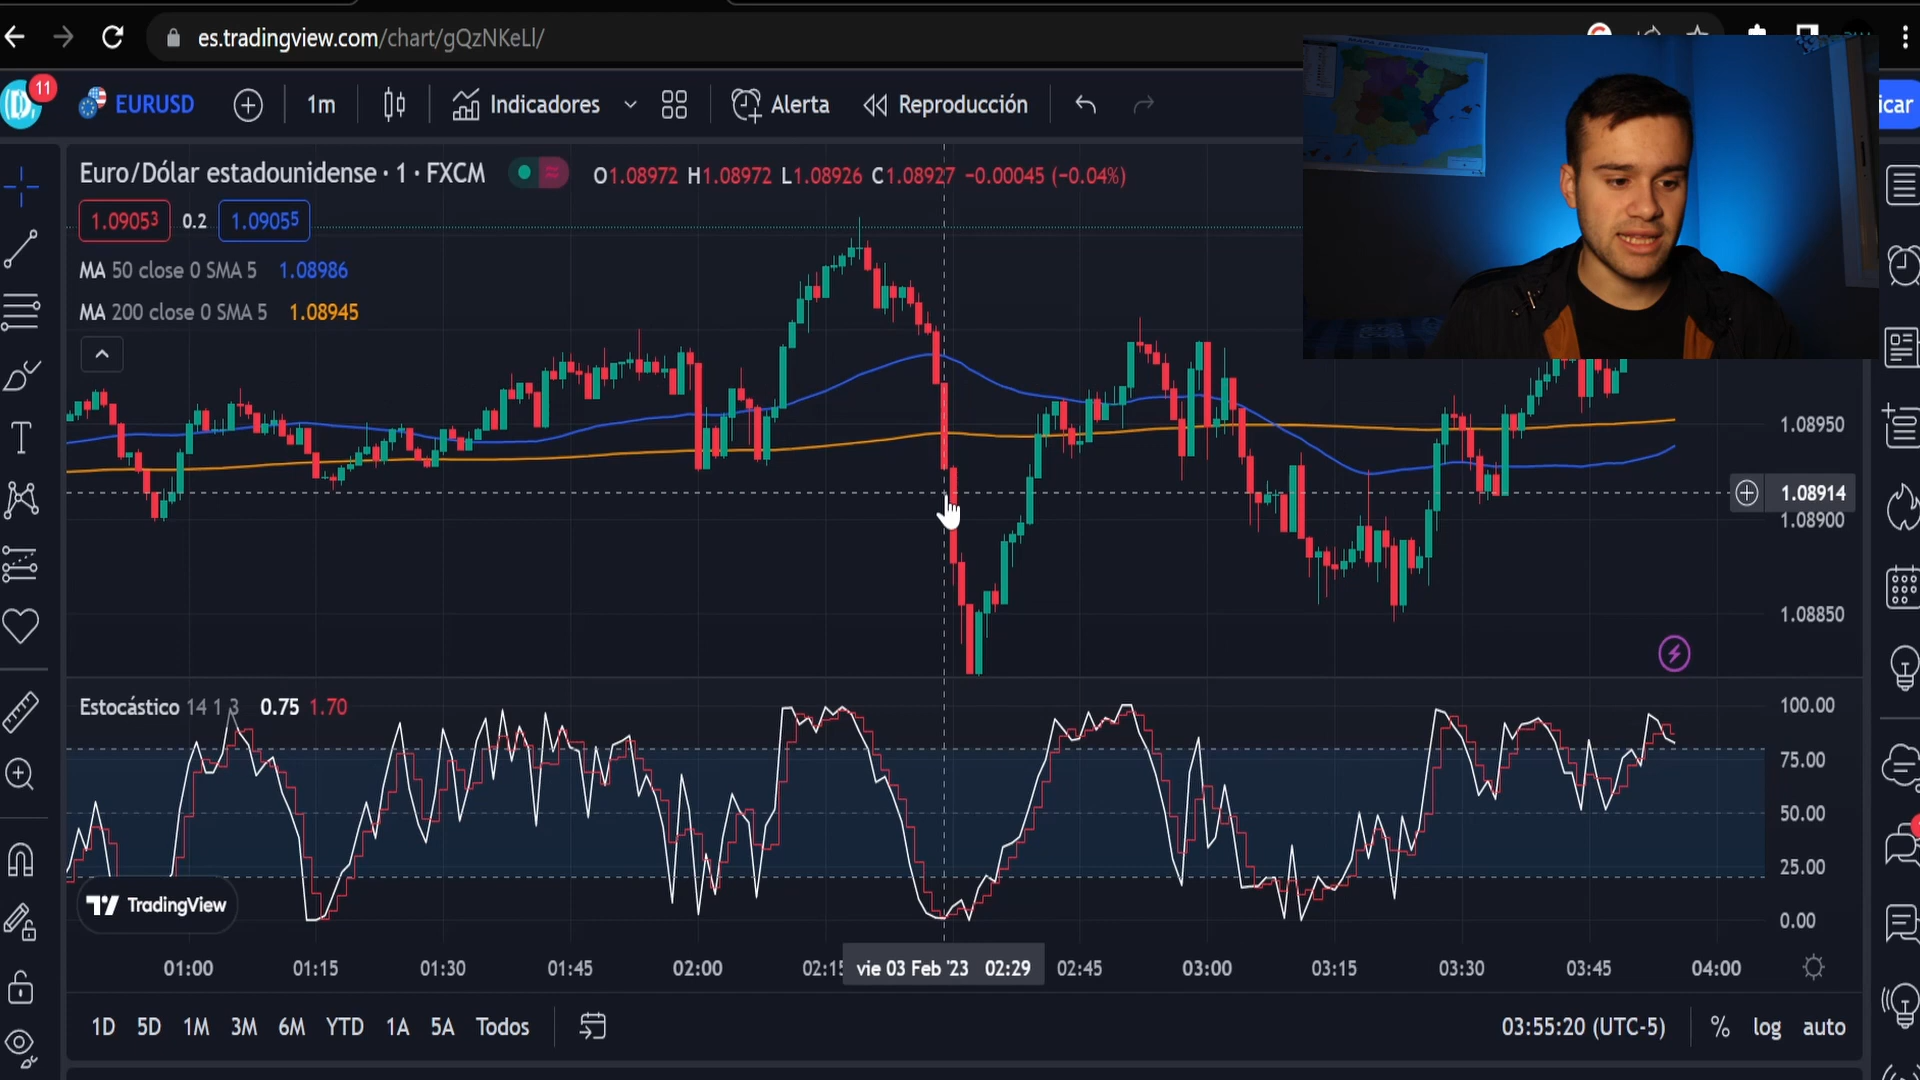 es.tradingview.com/chart/gQzNKeLl/
11
EURUSD
1m
Indicadores
Alerta
Reproducción
icar
Euro/Dólar estadounidense · 1 · FXCM
O1.08972 H1.08972 L1.08926 C1.08927 −0.00045 (−0.04%)
1.09053 0.2 1.09055
MA 50 close 0 SMA 5 1.08986
MA 200 close 0 SMA 5 1.08945
MAPA DE ESPAÑA
1.08950
1.08914
1.08900
1.08850
Estocástico 14 1 3 0.75 1.70
100.00
75.00
50.00
25.00
0.00
TradingView
01:00 01:15 01:30 01:45 02:00 02:15 vie 03 Feb '23 02:29 02:45 03:00 03:15 03:30 03:45 04:00
1D 5D 1M 3M 6M YTD 1A 5A Todos
03:55:20 (UTC-5) % log auto